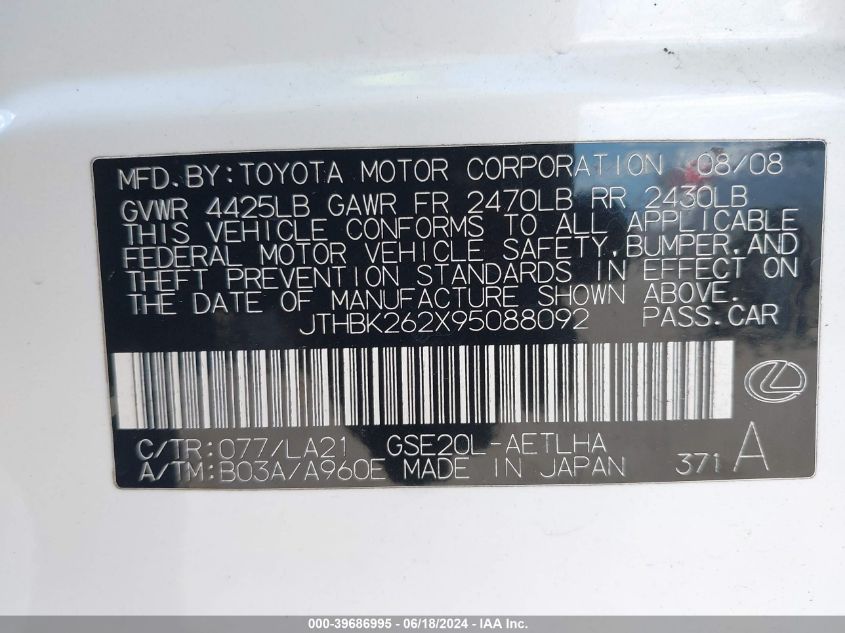 MFD.BY:TOYOTA MOTOR CORPORATION 08/08
GVWR 4425LB GAWR FR 2470LB RR 2430LB
THIS VEHICLE CONFORMS TO ALL APPLICABLE
FEDERAL MOTOR VEHICLE SAFETY,BUMPER,AND
THEFT PREVENTION STANDARDS IN EFFECT ON
THE DATE OF MANUFACTURE SHOWN ABOVE.
JTHBK262X95088092 PASS.CAR
C/TR:077/LA21 GSE20L-AETLHA
A/TM:B03A/A960E MADE IN JAPAN 371 A
000-39686995 - 06/18/2024 - IAA Inc.